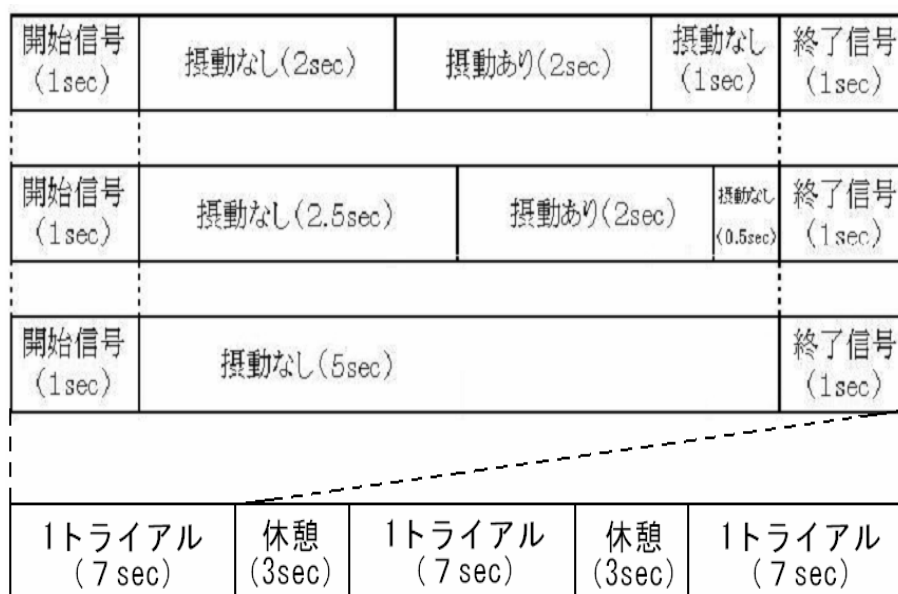 開始信号
(1sec)
摂動なし(2sec)
摂動あり(2sec)
摂動なし
(1sec)
終了信号
(1sec)
開始信号
(1sec)
摂動なし(2.5sec)
摂動あり(2sec)
摂動なし
(0.5sec)
終了信号
(1sec)
開始信号
(1sec)
摂動なし(5sec)
終了信号
(1sec)
1トライアル
(7sec)
休憩
(3sec)
1トライアル
(7sec)
休憩
(3sec)
1トライアル
(7sec)